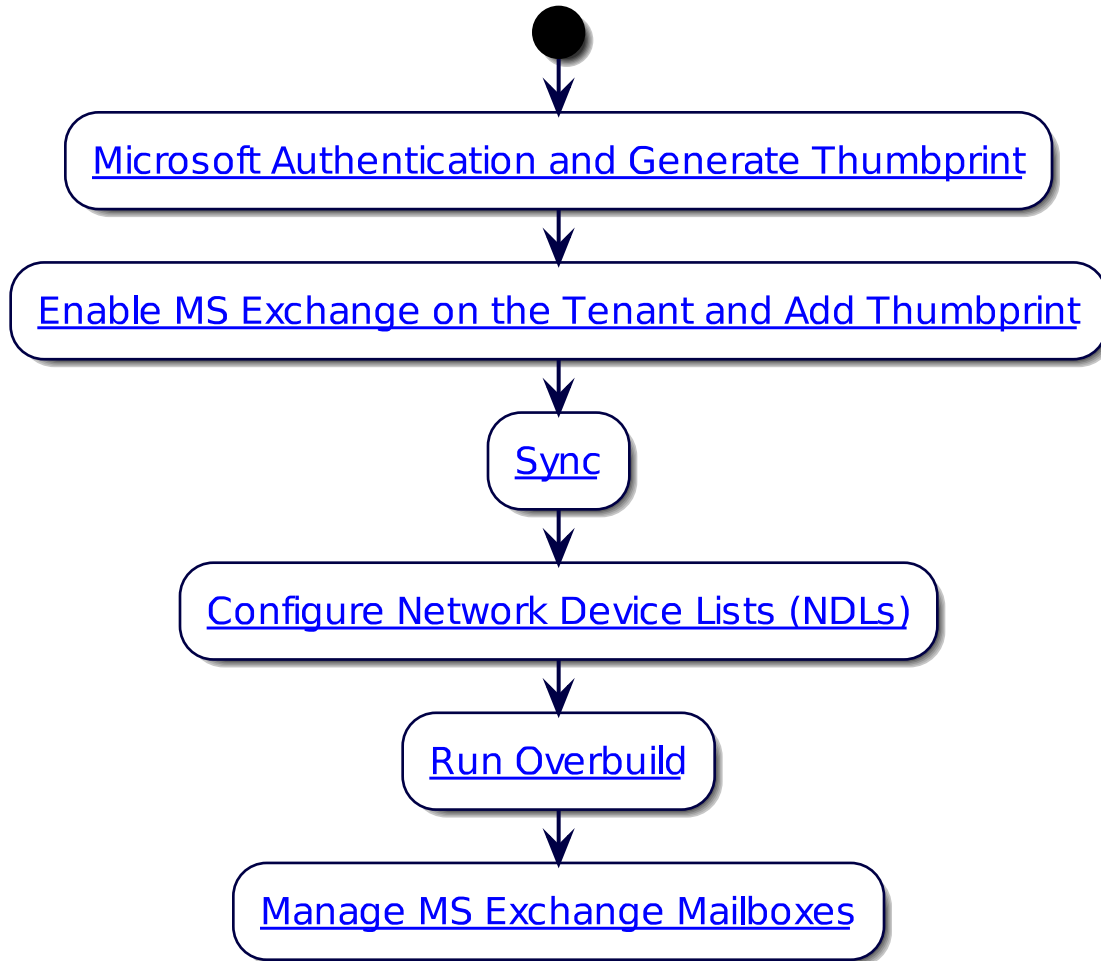 Microsoft Authentication and Generate Thumbprint
Enable MS Exchange on the Tenant and Add Thumbprint
Sync
Configure Network Device Lists (NDLs)
Run Overbuild
Manage MS Exchange Mailboxes